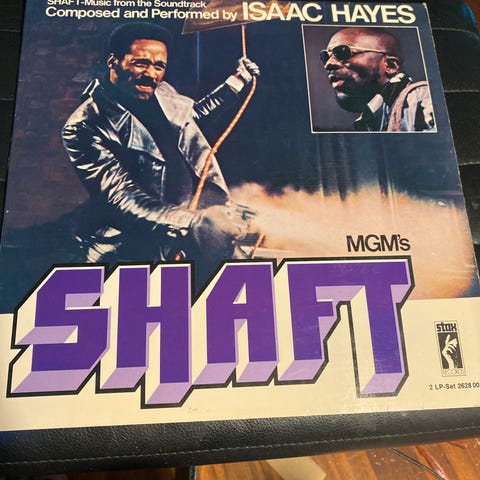 SHAFT-Music from the Soundtrack
Composed and Performed by ISAAC HAYES
MGM's
SHAFT
stax
RECORDS
2 LP-Set 2628 00